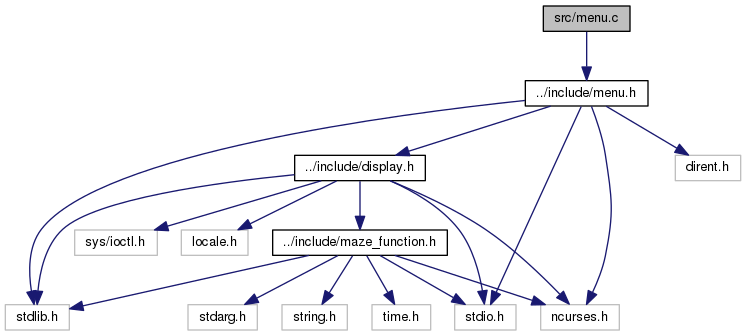 src/menu.c
../include/menu.h
../include/display.h
dirent.h
sys/ioctl.h
locale.h
../include/maze_function.h
stdlib.h
stdarg.h
string.h
time.h
stdio.h
ncurses.h